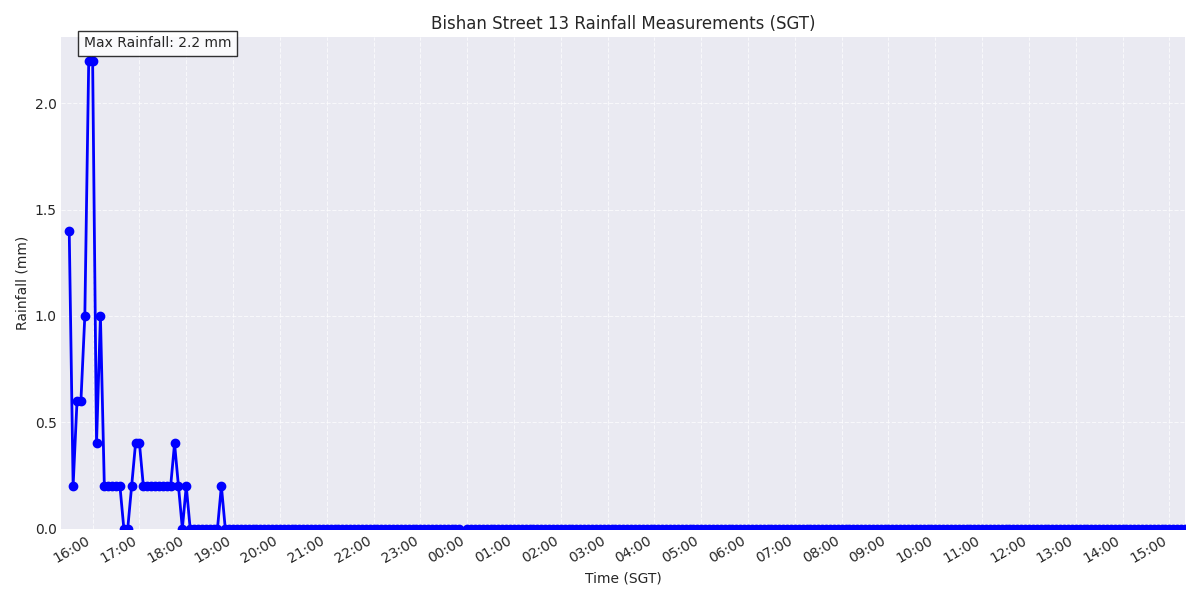 Bishan Street 13 Rainfall Measurements (SGT)
Max Rainfall: 2.2 mm
2.0
1.5
1.0
0.5
0.0
Rainfall (mm)
16:00 17:00 18:00 19:00 20:00 21:00 22:00 23:00 00:00 01:00 02:00 03:00 04:00 05:00 06:00 07:00 08:00 09:00 10:00 11:00 12:00 13:00 14:00 15:00
Time (SGT)